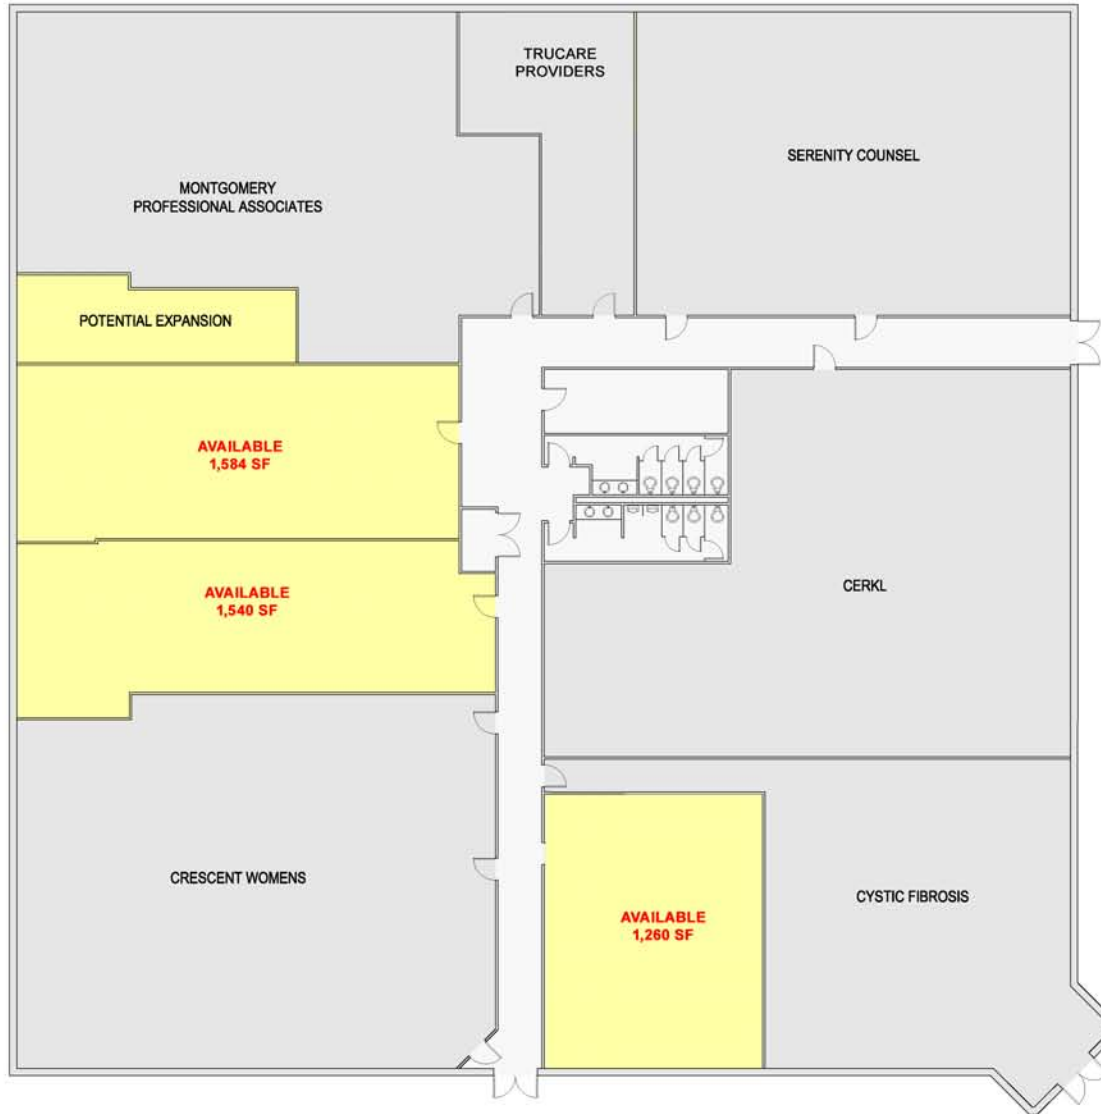 TRUCARE
PROVIDERS
SERENITY COUNSEL
MONTGOMERY
PROFESSIONAL ASSOCIATES
POTENTIAL EXPANSION
AVAILABLE
1,584 SF
AVAILABLE
1,540 SF
CERKL
CRESCENT WOMENS
CYSTIC FIBROSIS
AVAILABLE
1,260 SF